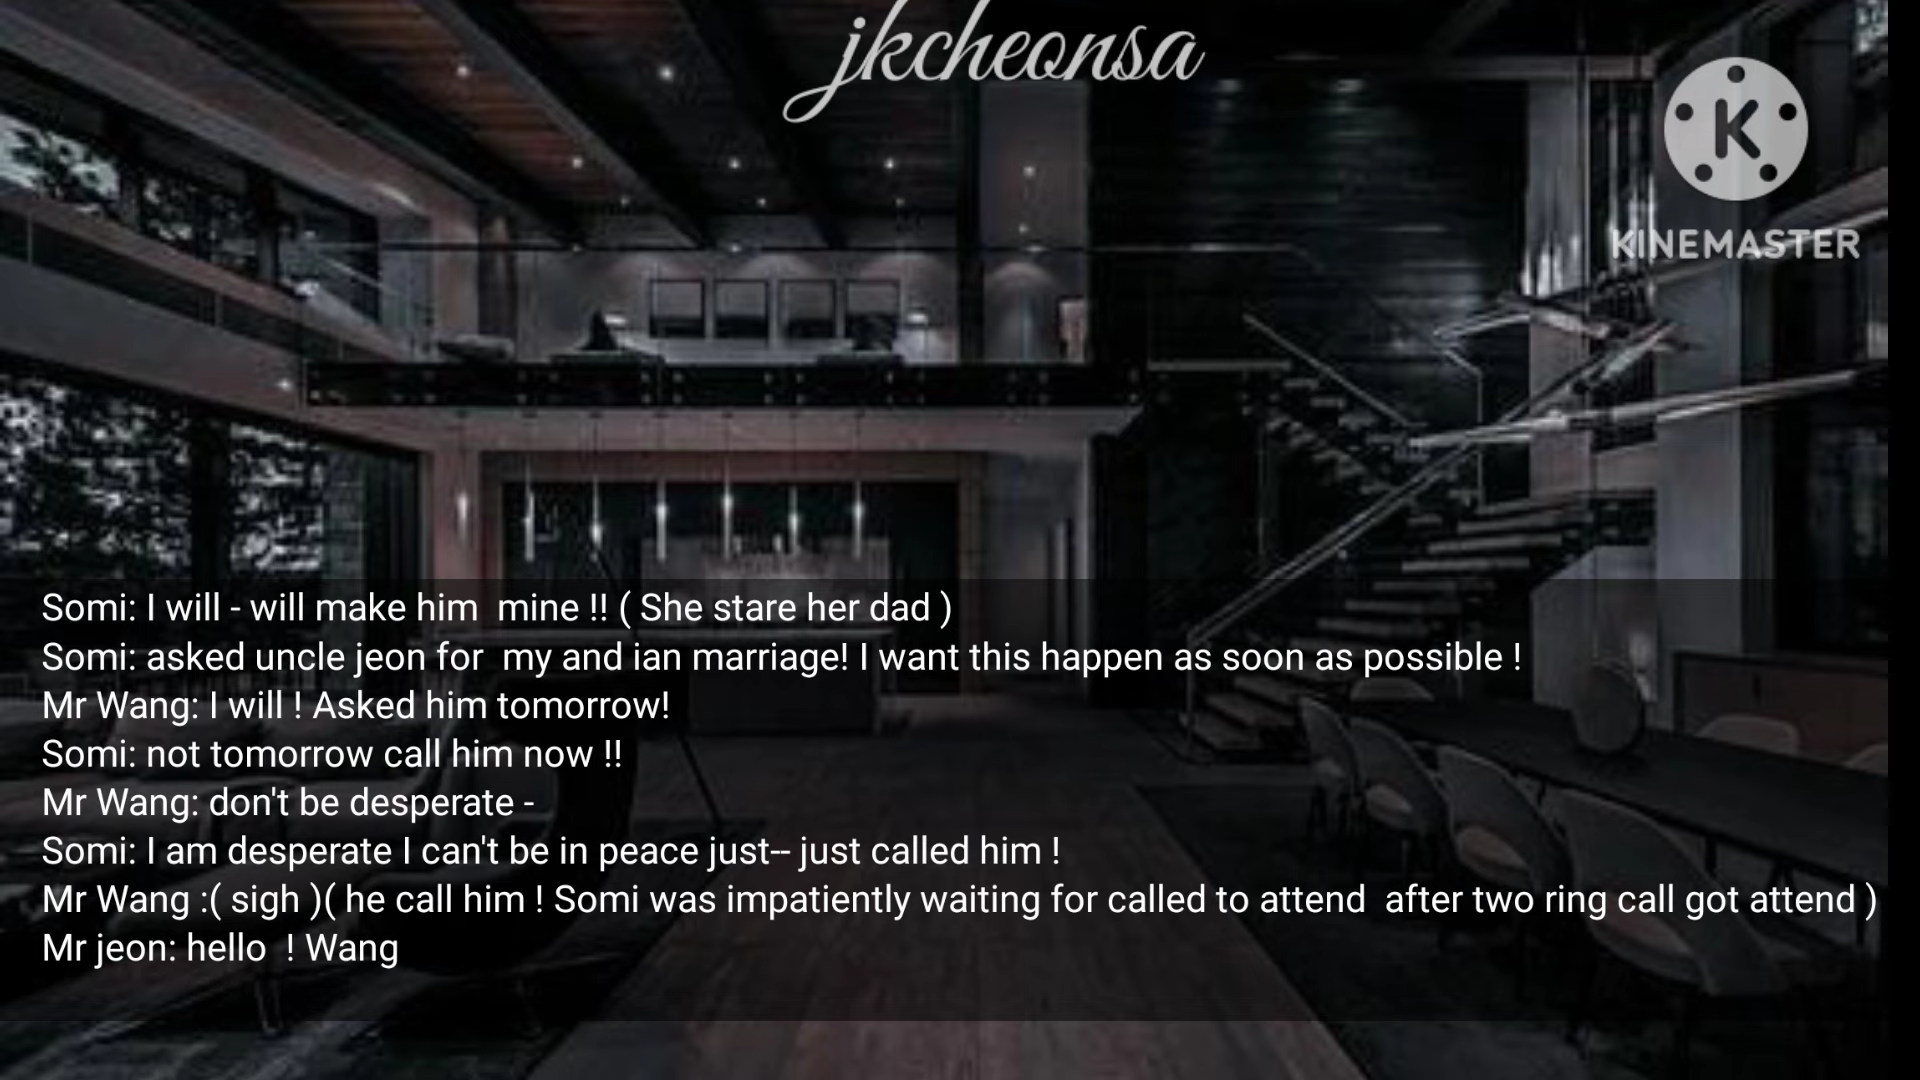 jkcheonsa
K
KINEMASTER
Somi: I will - will make him  mine !! ( She stare her dad )
Somi: asked uncle jeon for  my and ian marriage! I want this happen as soon as possible !
Mr Wang: I will ! Asked him tomorrow!
Somi: not tomorrow call him now !!
Mr Wang: don't be desperate -
Somi: I am desperate I can't be in peace just-- just called him !
Mr Wang :( sigh )( he call him ! Somi was impatiently waiting for called to attend  after two ring call got attend )
Mr jeon: hello  ! Wang